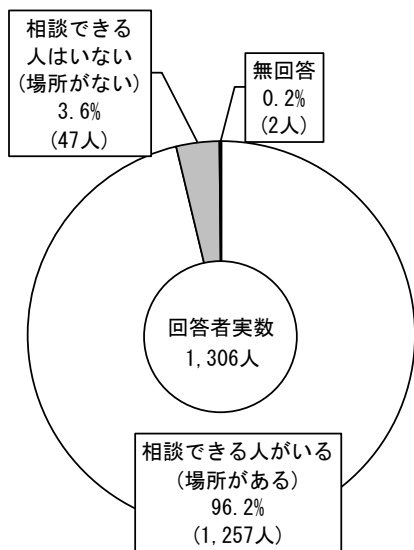 相談できる
人はいない
(場所がない)
3.6%
(47人)
無回答
0.2%
(2人)
回答者実数
1,306人
相談できる人がいる
(場所がある)
96.2%
(1,257人)